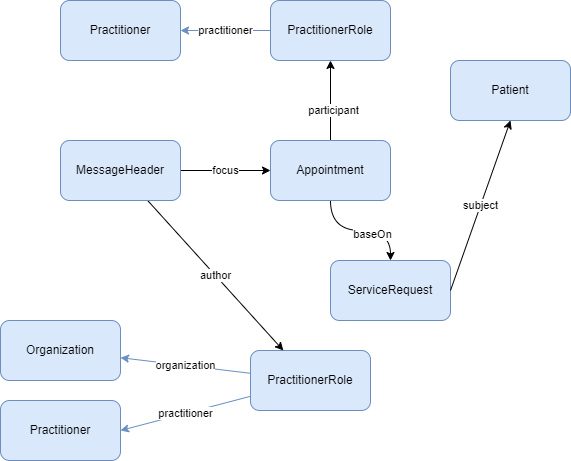 Practitioner
practitioner
PractitionerRole
Patient
participant
MessageHeader
focus
Appointment
subject
baseOn
author
ServiceRequest
Organization
organization
PractitionerRole
practitioner
Practitioner